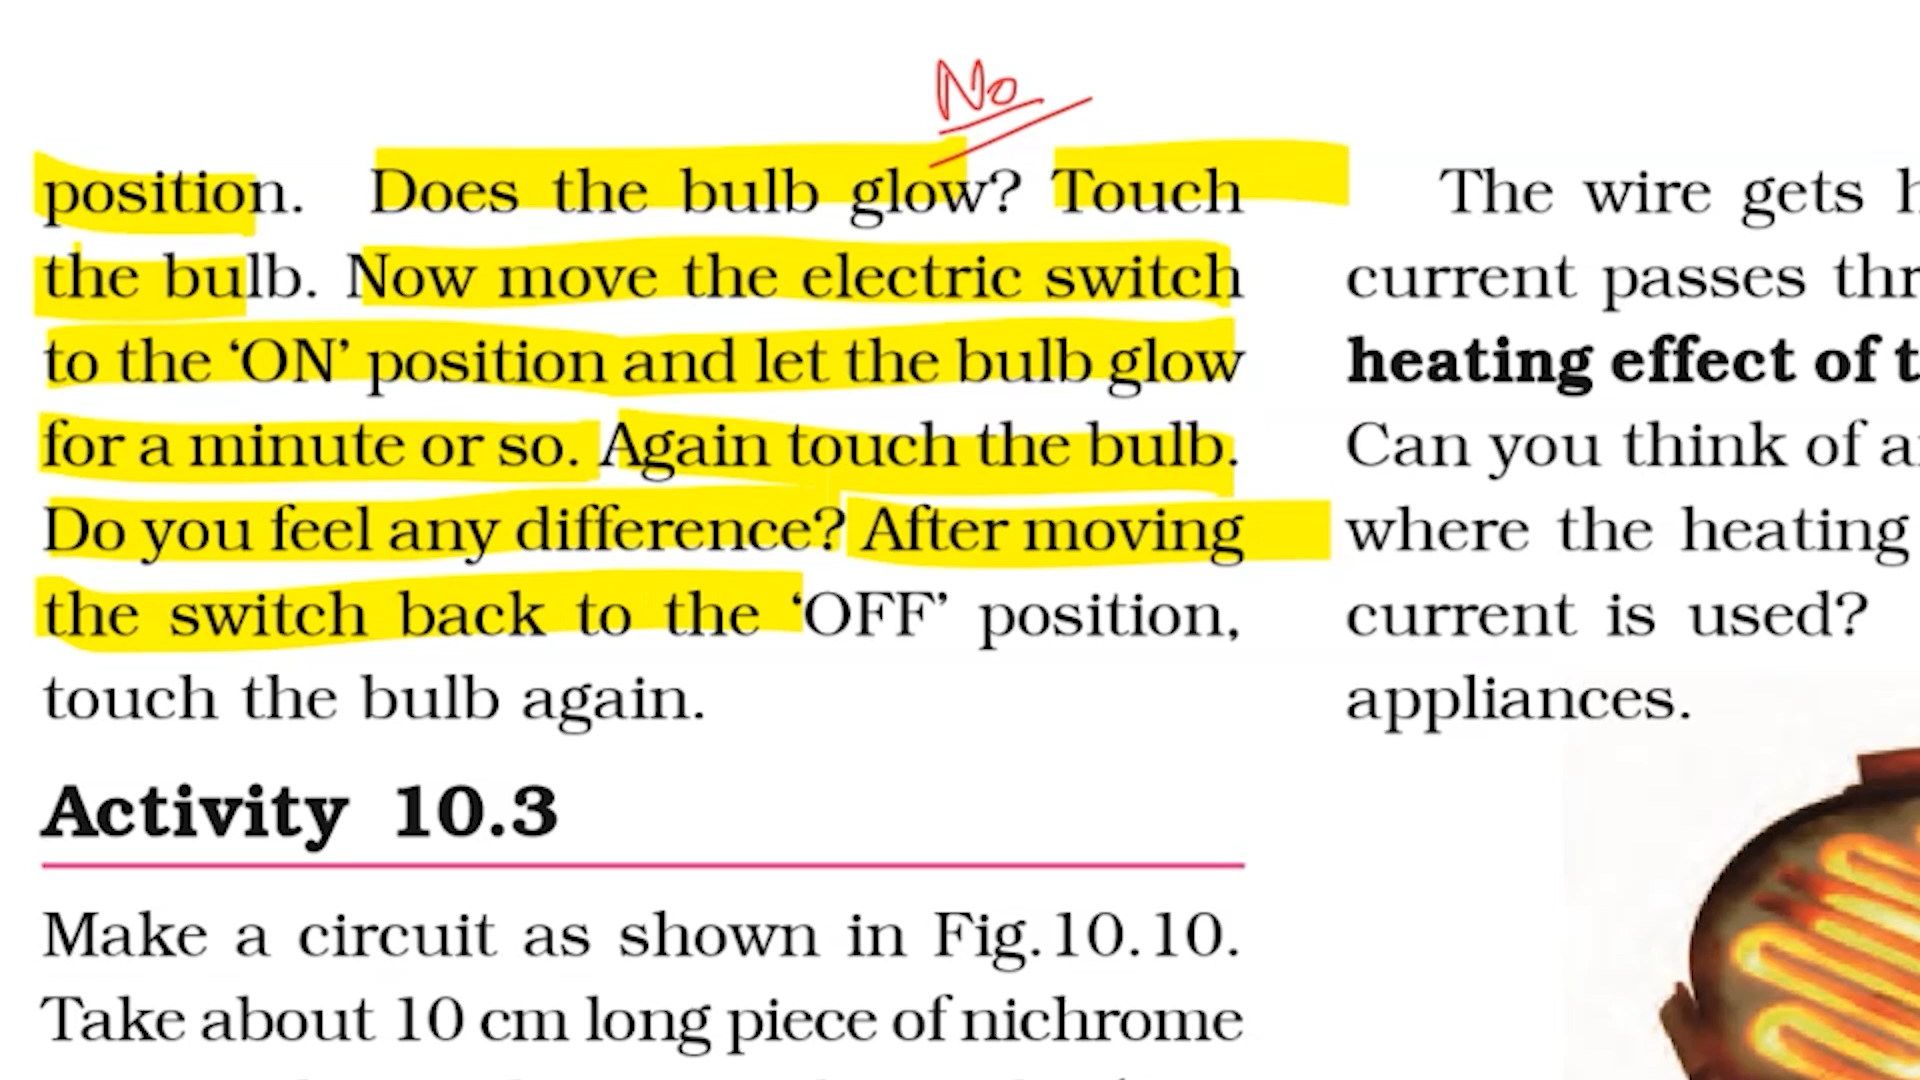 No
position. Does the bulb glow? Touch
the bulb. Now move the electric switch
to the ‘ON’ position and let the bulb glow
for a minute or so. Again touch the bulb.
Do you feel any difference? After moving
the switch back to the ‘OFF’ position,
touch the bulb again.
Activity 10.3
Make a circuit as shown in Fig.10.10.
Take about 10 cm long piece of nichrome
The wire gets
current passes
heating effect of
Can you think of
where the heating
current is used?
appliances.